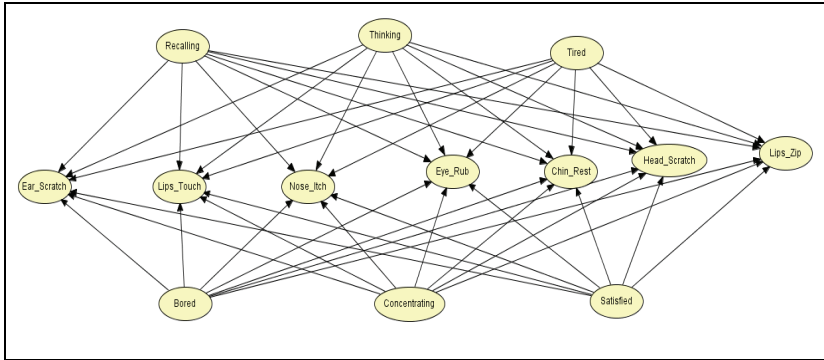 Recalling
Thinking
Tired
Ear_Scratch
Lips_Touch
Nose_Itch
Eye_Rub
Chin_Rest
Head_Scratch
Lips_Zip
Bored
Concentrating
Satisfied